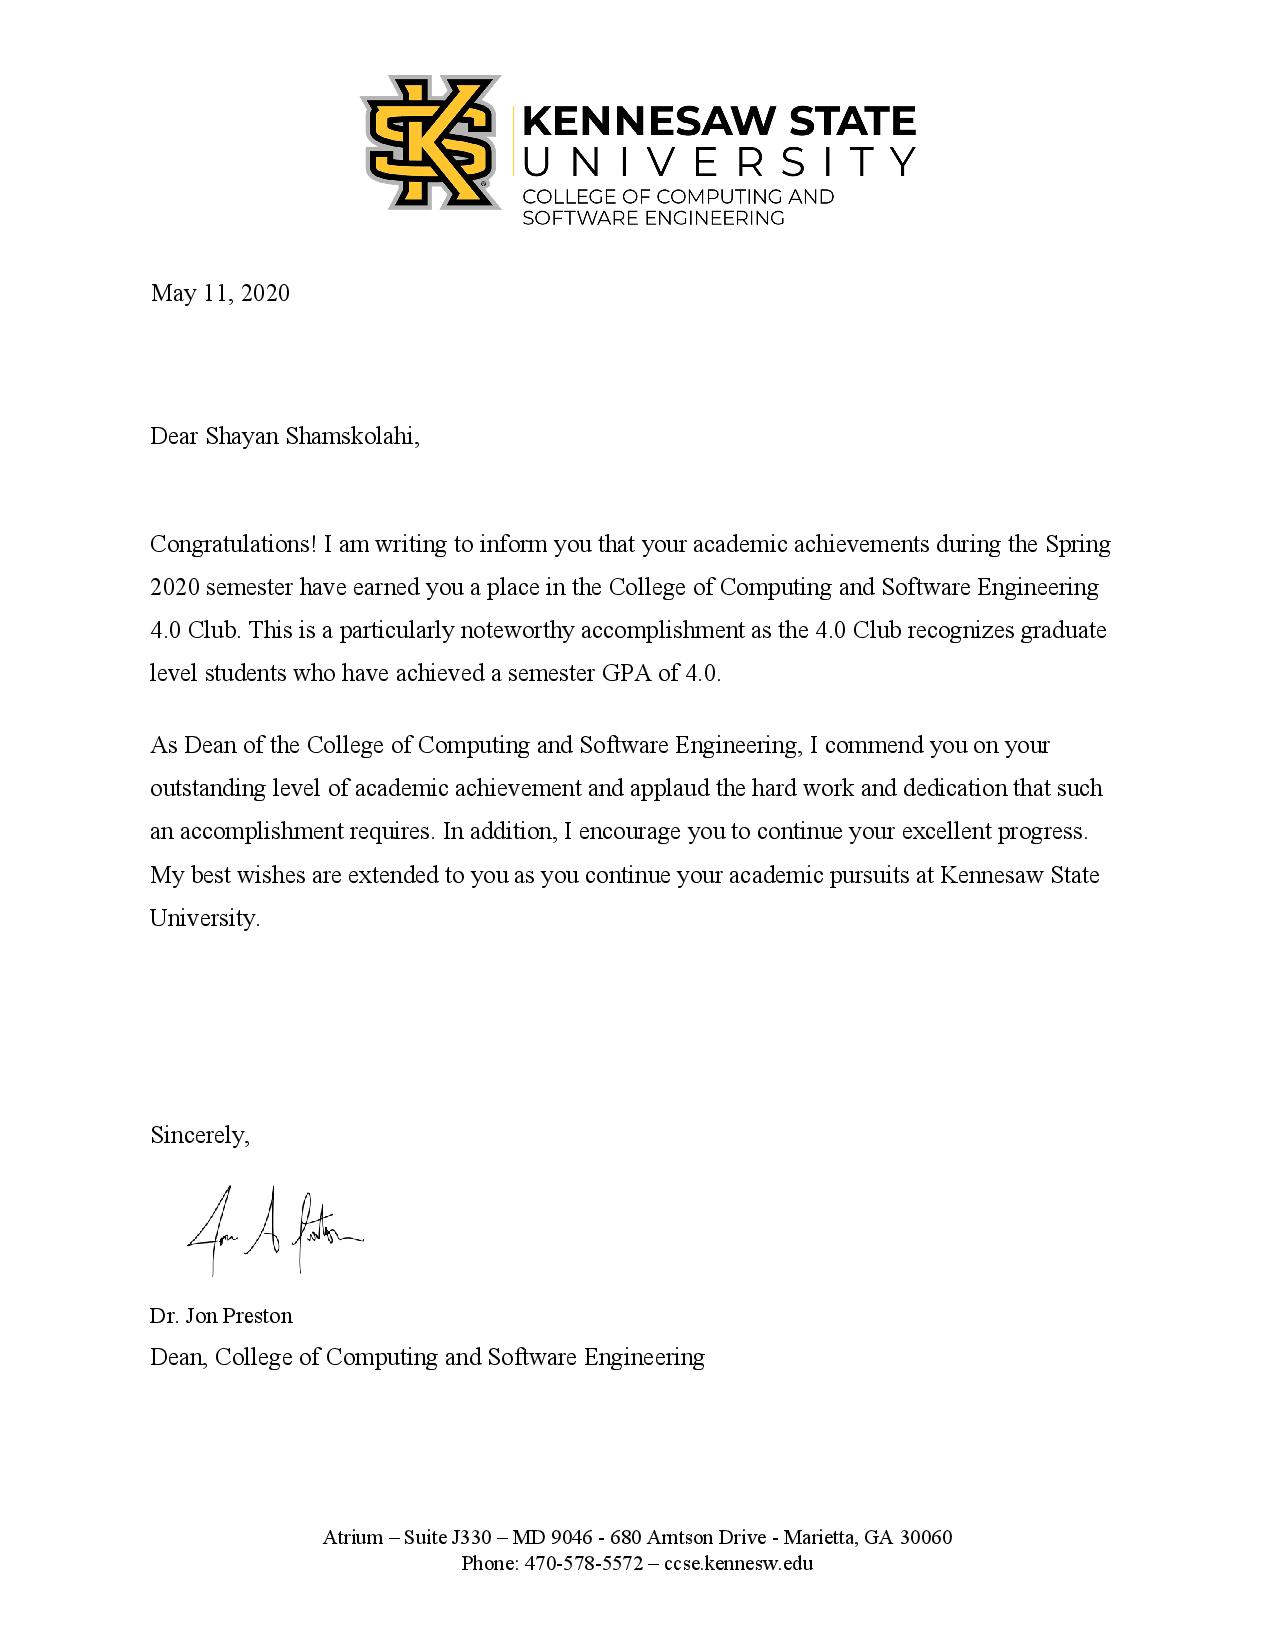 KS
KENNESAW STATE
UNIVERSITY
COLLEGE OF COMPUTING AND
SOFTWARE ENGINEERING
May 11, 2020
Dear Shayan Shamskolahi,
Congratulations! I am writing to inform you that your academic achievements during the Spring
2020 semester have earned you a place in the College of Computing and Software Engineering
4.0 Club. This is a particularly noteworthy accomplishment as the 4.0 Club recognizes graduate
level students who have achieved a semester GPA of 4.0.
As Dean of the College of Computing and Software Engineering, I commend you on your
outstanding level of academic achievement and applaud the hard work and dedication that such
an accomplishment requires. In addition, I encourage you to continue your excellent progress.
My best wishes are extended to you as you continue your academic pursuits at Kennesaw State
University.
Sincerely,
Jon A Preston
Dr. Jon Preston
Dean, College of Computing and Software Engineering
Atrium – Suite J330 – MD 9046 - 680 Arntson Drive - Marietta, GA 30060
Phone: 470-578-5572 – ccse.kennesw.edu